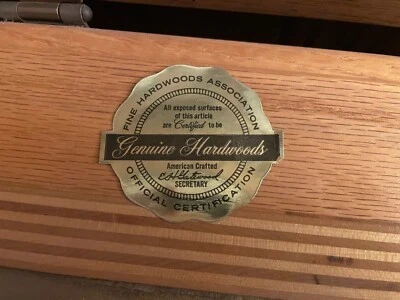 FINE HARDWOODS ASSOCIATION
All exposed surfaces
of this article
are Certified to be
Genuine Hardwoods
American Crafted
SECRETARY
OFFICIAL CERTIFICATION